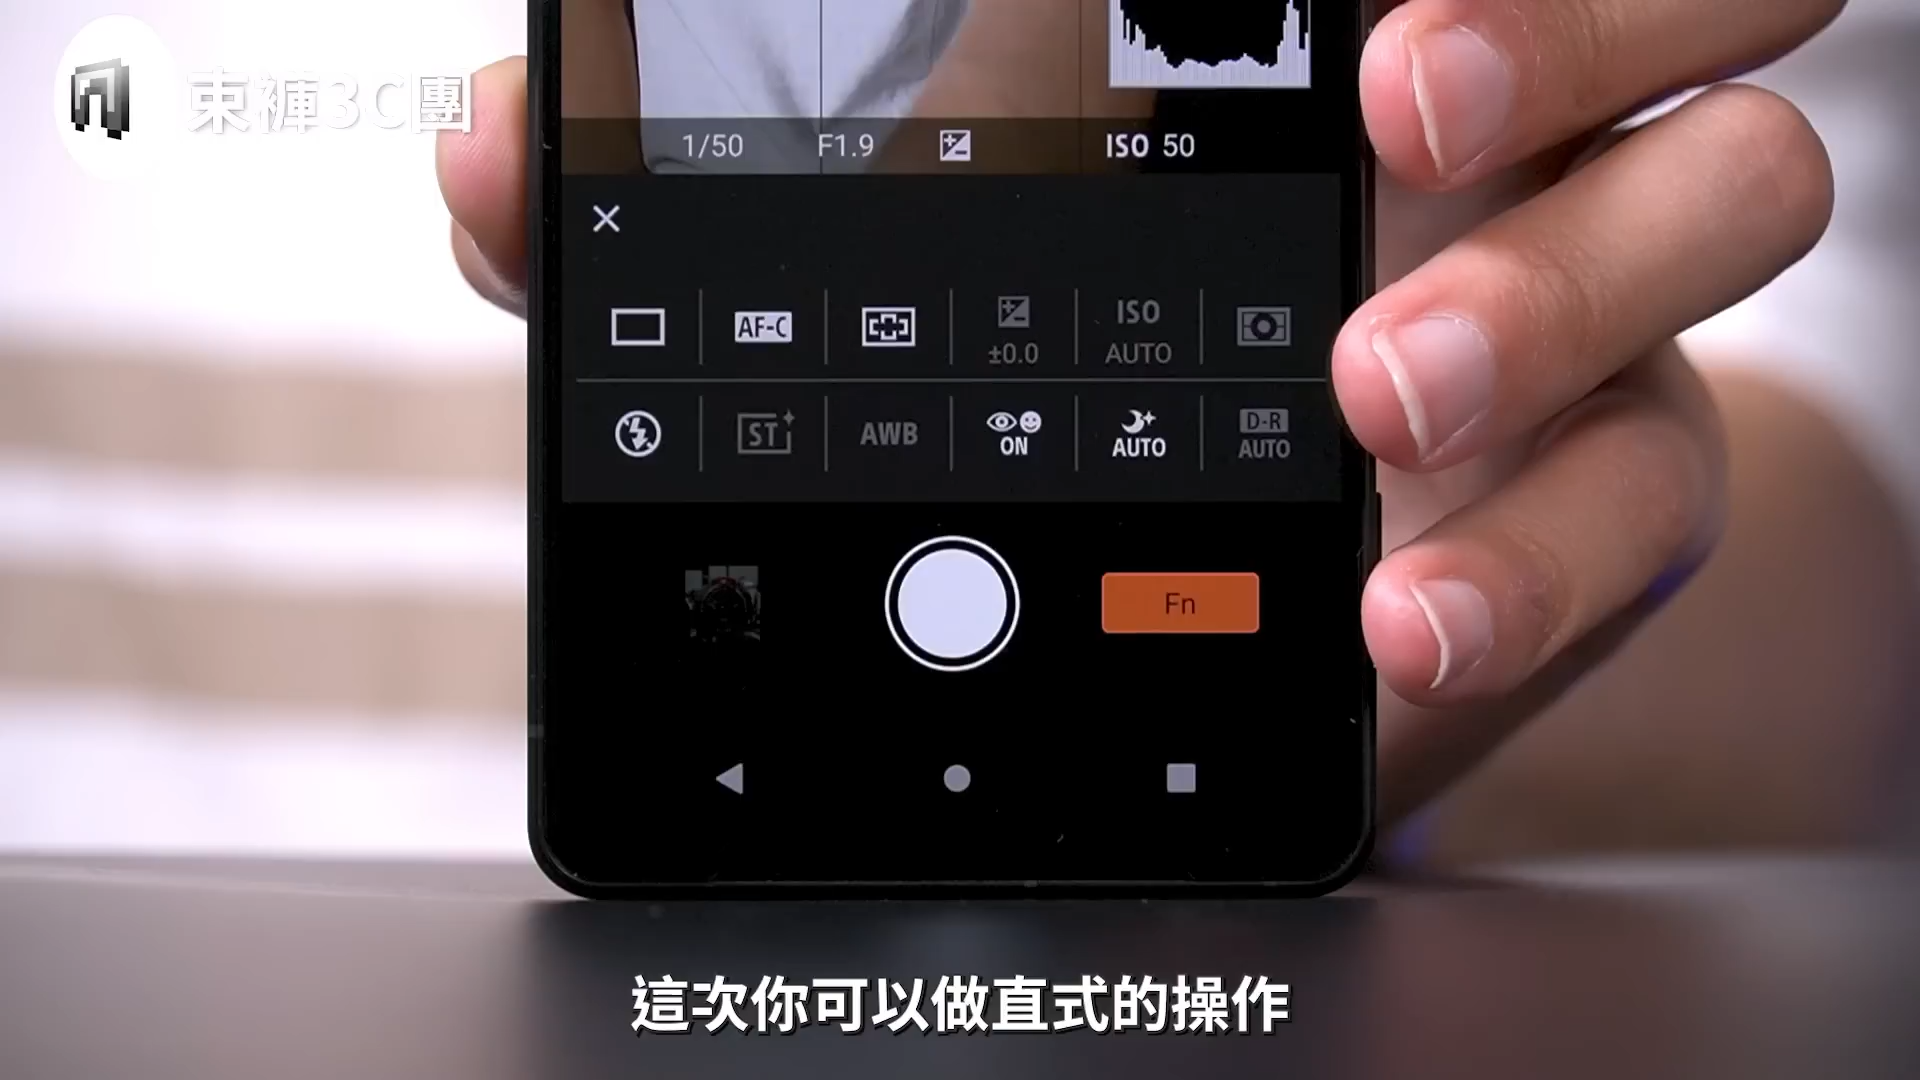 束褲3C團
1/50 F1.9 ISO 50
AF-C ±0.0 ISO AUTO
ST AWB ON AUTO D-R AUTO
Fn
這次你可以做直式的操作